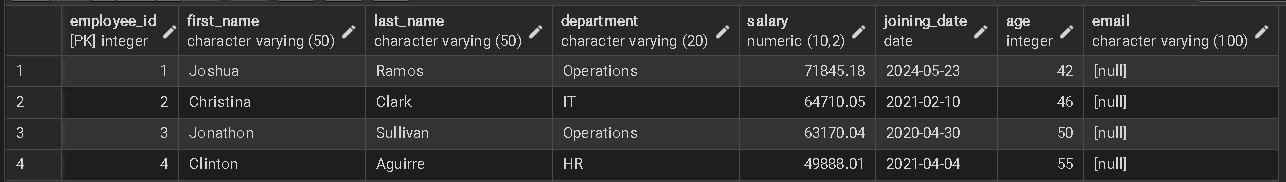 employee_id first_name last_name department salary joining_date age email
[PK] integer character varying (50) character varying (50) character varying (20) numeric (10,2) date integer character varying (100)
1 1 Joshua Ramos Operations 71845.18 2024-05-23 42 [null]
2 2 Christina Clark IT 64710.05 2021-02-10 46 [null]
3 3 Jonathon Sullivan Operations 63170.04 2020-04-30 50 [null]
4 4 Clinton Aguirre HR 49888.01 2021-04-04 55 [null]